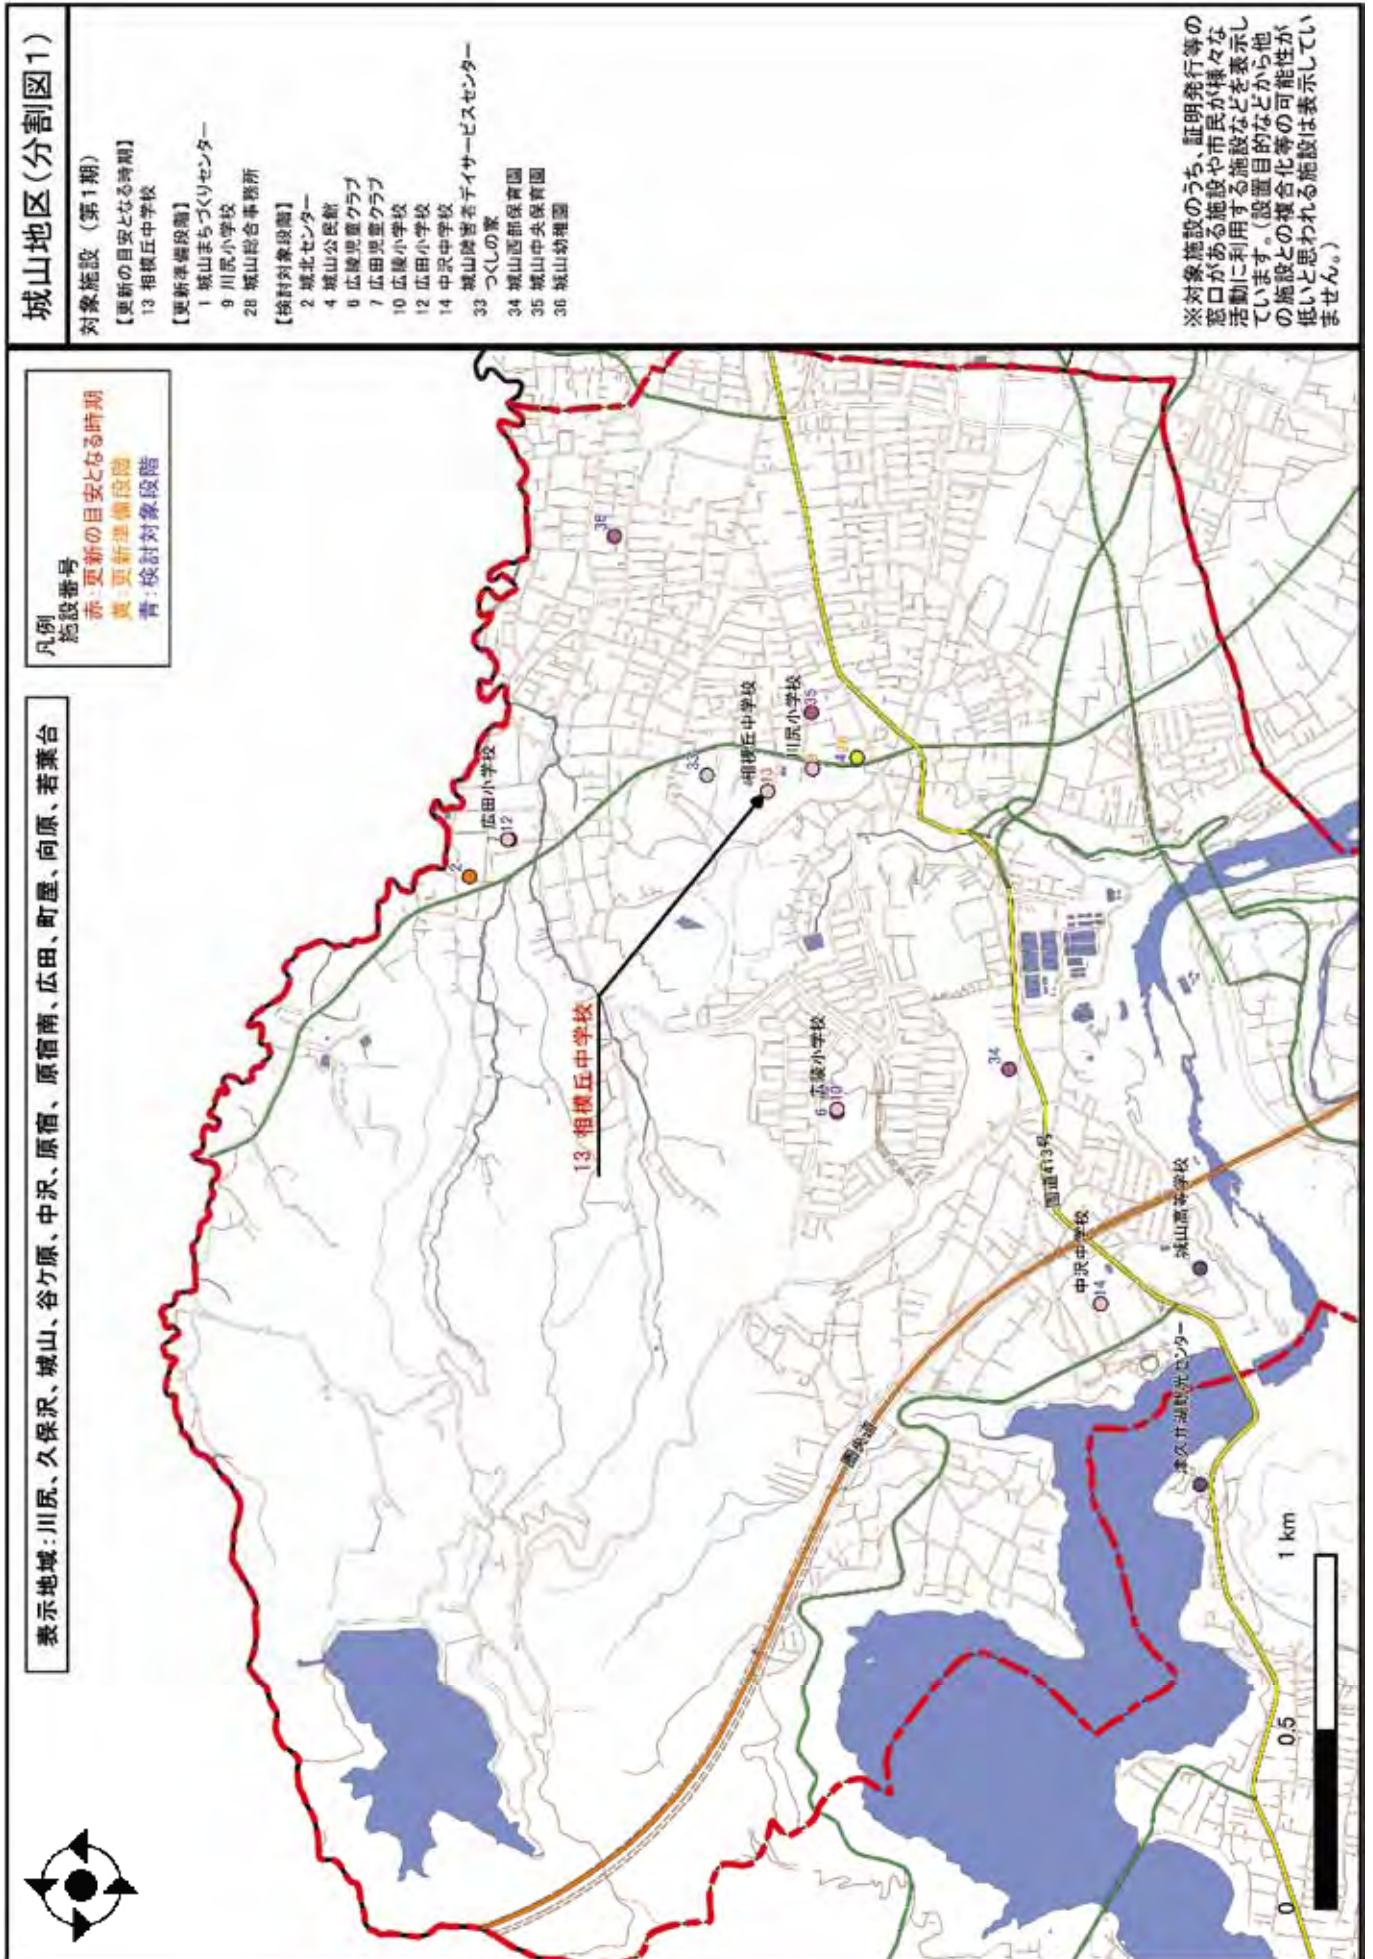 城山地区（分割図１）
対象施設（第１期）
【更新の目安となる時期】
13 相模丘中学校
【更新準備段階】
1 城山まちづくりセンター
9 川尻小学校
28 城山総合事務所
【検討対象段階】
2 城北センター
4 城山公民館
6 広陵児童クラブ
7 広田児童クラブ
10 広陵小学校
12 広田小学校
14 中沢中学校
城山障害者デイサービスセンター
33 つくしの家
34 城山西部保育園
35 城山中央保育園
36 城山幼稚園
※対象施設のうち、証明発行等の
窓口がある施設や市民が様々な
活動に利用する施設などを表示し
ています。（設置目的などから他
の施設との複合化等の可能性が
低いと思われる施設は表示してい
ません。）
表示地域：川尻、久保沢、城山、谷ケ原、中沢、原宿、原宿南、広田、町屋、向原、若葉台
凡例
施設番号
赤：更新の目安となる時期
黄：更新準備段階
青：検討対象段階
2
広田小学校
12
36
33
相模丘中学校
13
川尻小学校
35
4
13 相模丘中学校
広陵小学校
6
10
34
国道413号
中沢中学校
14
城山高等学校
津久井湖観光センター
圏央道
0
0.5
1 km